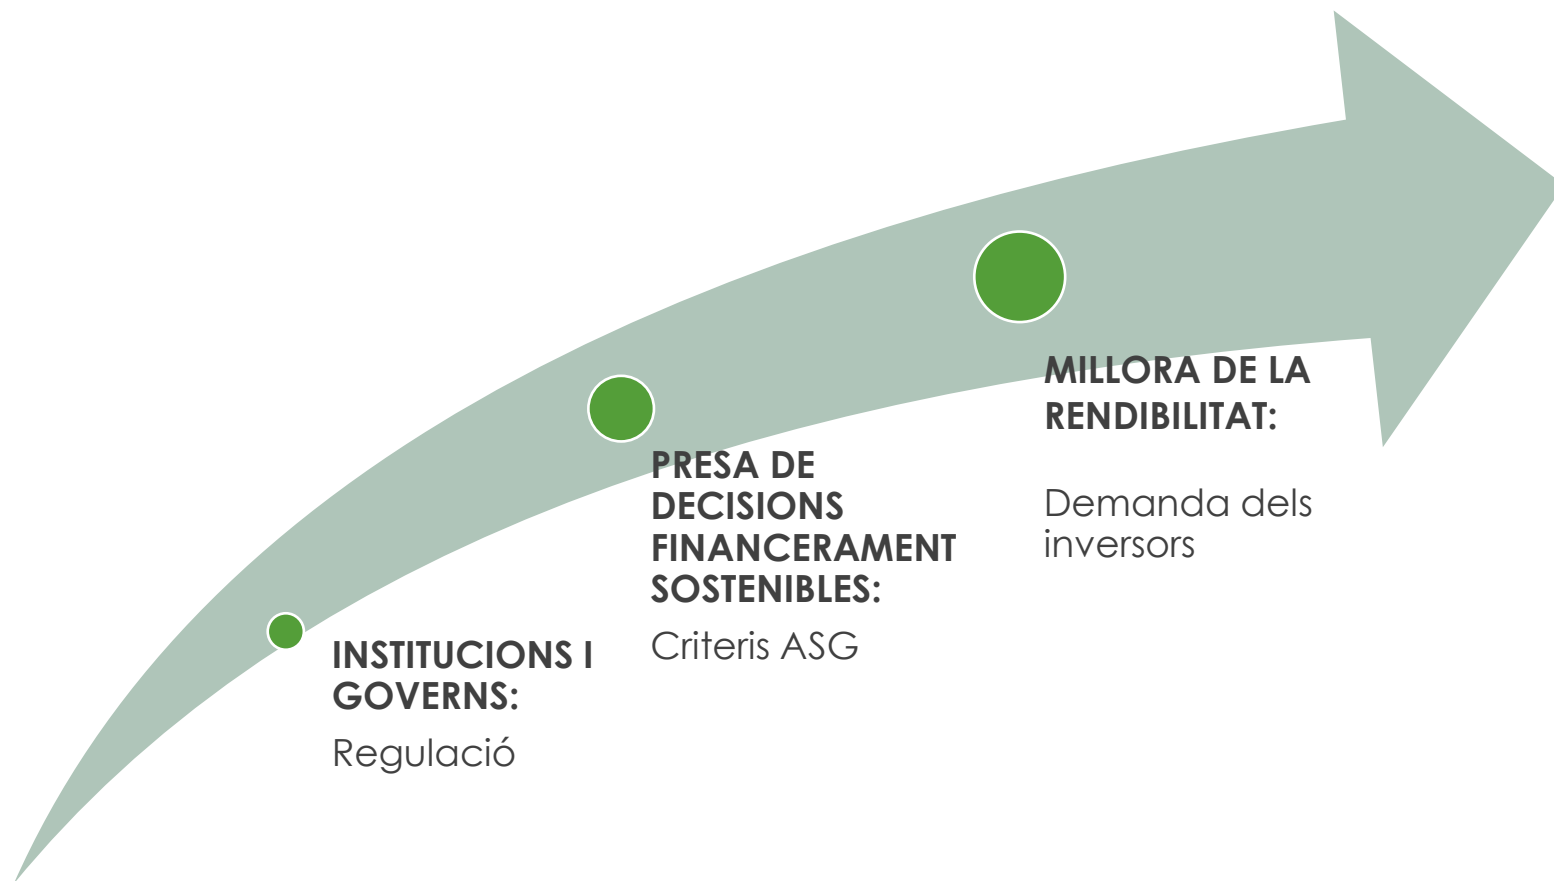 INSTITUCIONS I
GOVERNS:
Regulació
PRESA DE
DECISIONS
FINANCERAMENT
SOSTENIBLES:
Criteris ASG
MILLORA DE LA
RENDIBILITAT:
Demanda dels
inversors